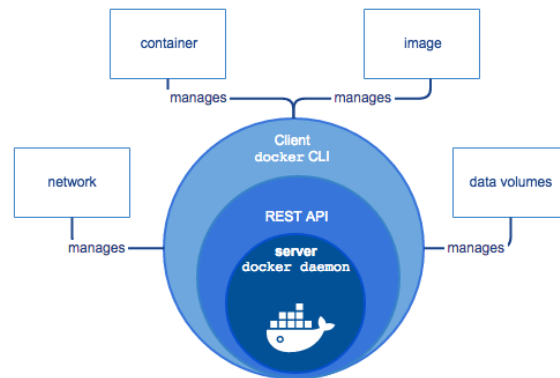 container
image
manages
manages
Client
docker CLI
network
data volumes
REST API
manages
manages
server
docker daemon